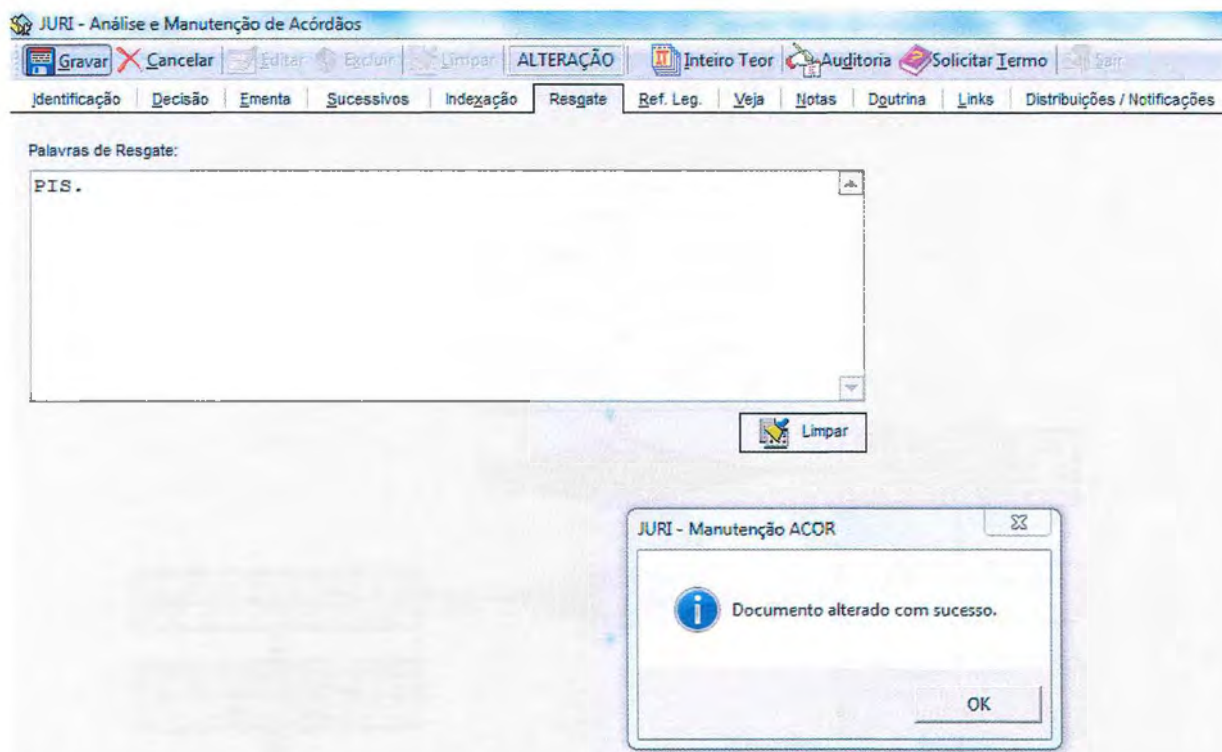 JURI - Análise e Manutenção de Acórdãos
Gravar Cancelar Editar Excluir Limpar ALTERAÇÃO Inteiro Teor Auditoria Solicitar Termo Sair
Identificação Decisão Ementa Sucessivos Indexação Resgate Ref. Leg. Veja Notas Doutrina Links Distribuições / Notificações
Palavras de Resgate:
PIS.
Limpar
JURI - Manutenção ACOR
Documento alterado com sucesso.
OK